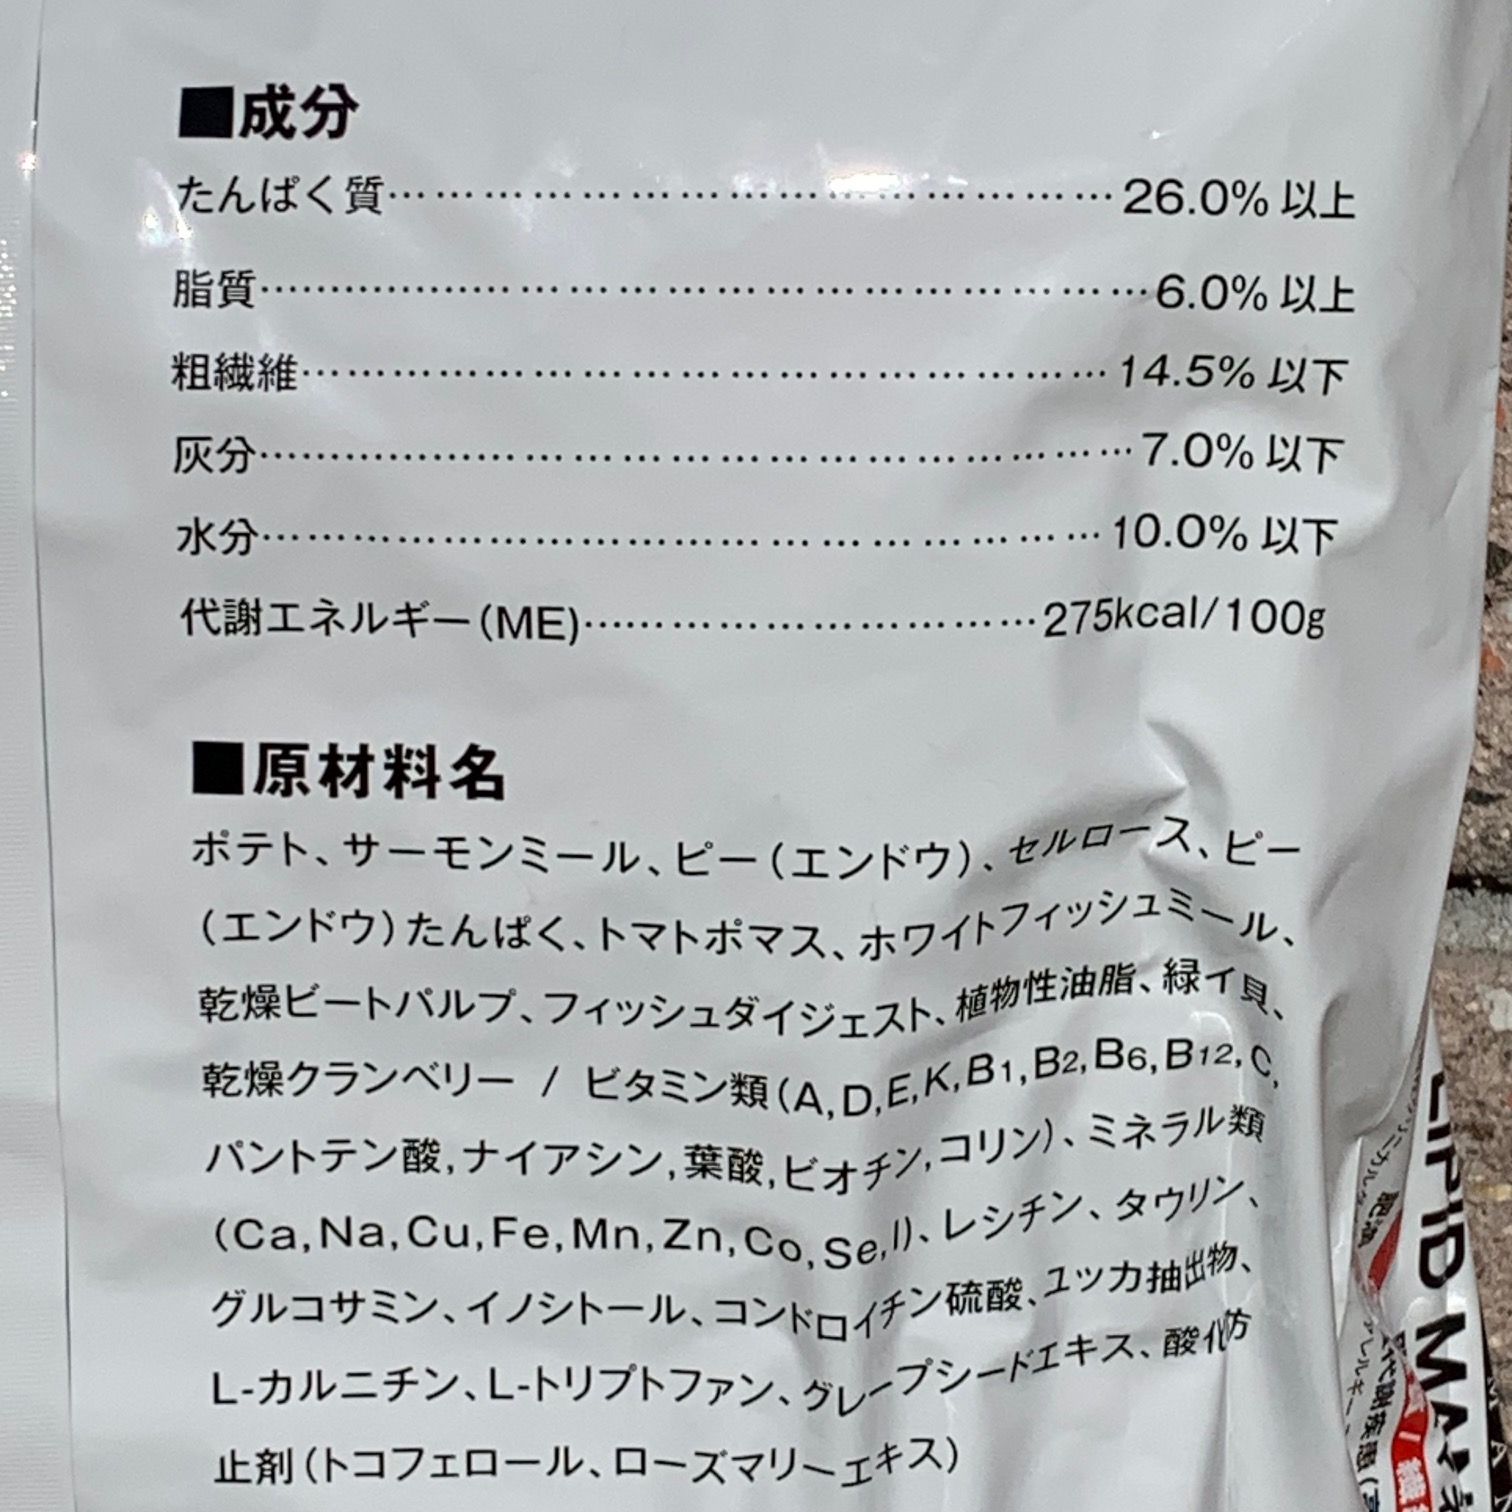 ■成分
たんぱく質…………………………………………26.0% 以上
脂質…………………………………………6.0% 以上
粗繊維…………………………………………14.5% 以下
灰分…………………………………………7.0% 以下
水分…………………………………………10.0% 以下
代謝エネルギー(ME)…………………………275kcal/100g
■原材料名
ポテト、サーモンミール、ピー(エンドウ)、セルロース、ピー
(エンドウ)たんぱく、トマトポマス、ホワイトフィッシュミール、
乾燥ビートパルプ、フィッシュダイジェスト、植物性油脂、緑イ貝、
乾燥クランベリー / ビタミン類(A,D,E,K,B1,B2,B6,B12,C,
パントテン酸,ナイアシン,葉酸,ビオチン,コリン)、ミネラル類
(Ca,Na,Cu,Fe,Mn,Zn,Co,Se,I)、レシチン、タウリン、
グルコサミン、イノシトール、コンドロイチン硫酸、ユッカ抽出物、
L-カルニチン、L-トリプトファン、グレープシードエキス、酸化防
止剤(トコフェロール、ローズマリーエキス)
LIPID MA